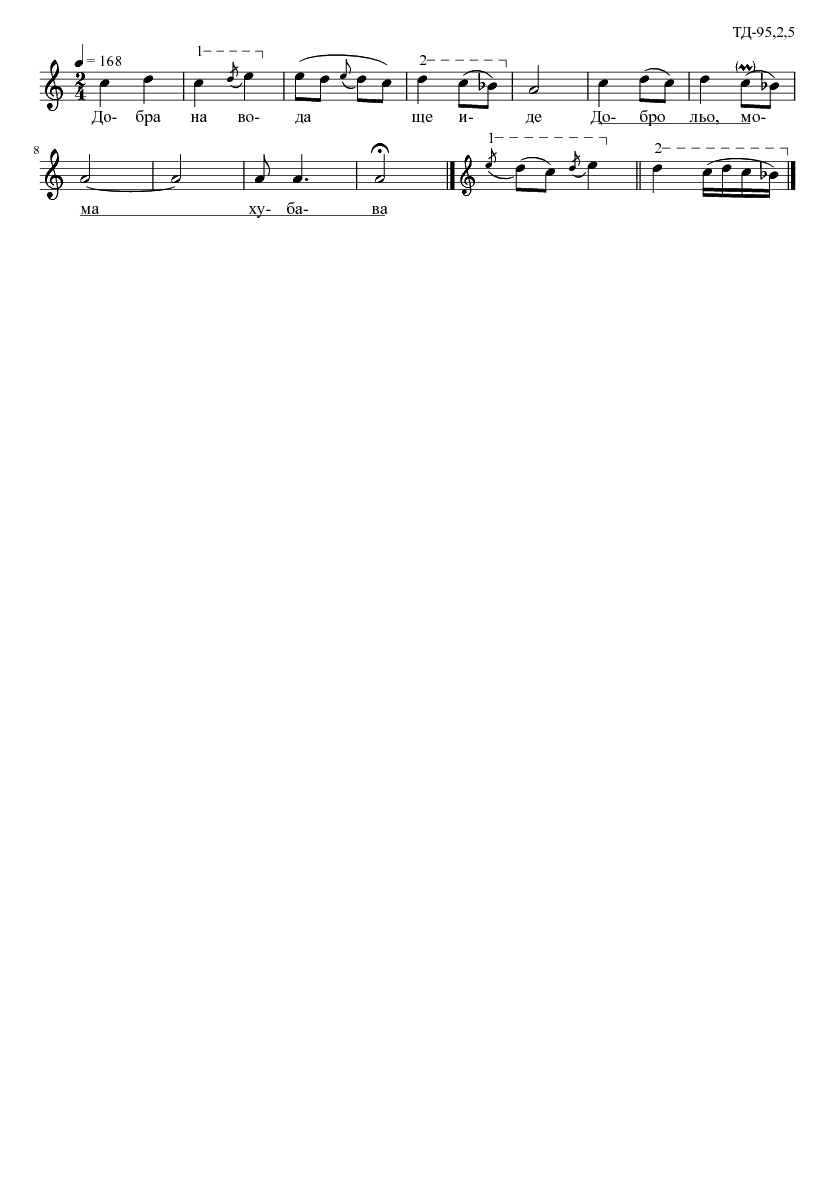 ТД-95,2,5
= 168
1
2
2
4
До- бра на во- да ще и- де До- бро льо, мо-
8
1
2
ма ху- ба- ва